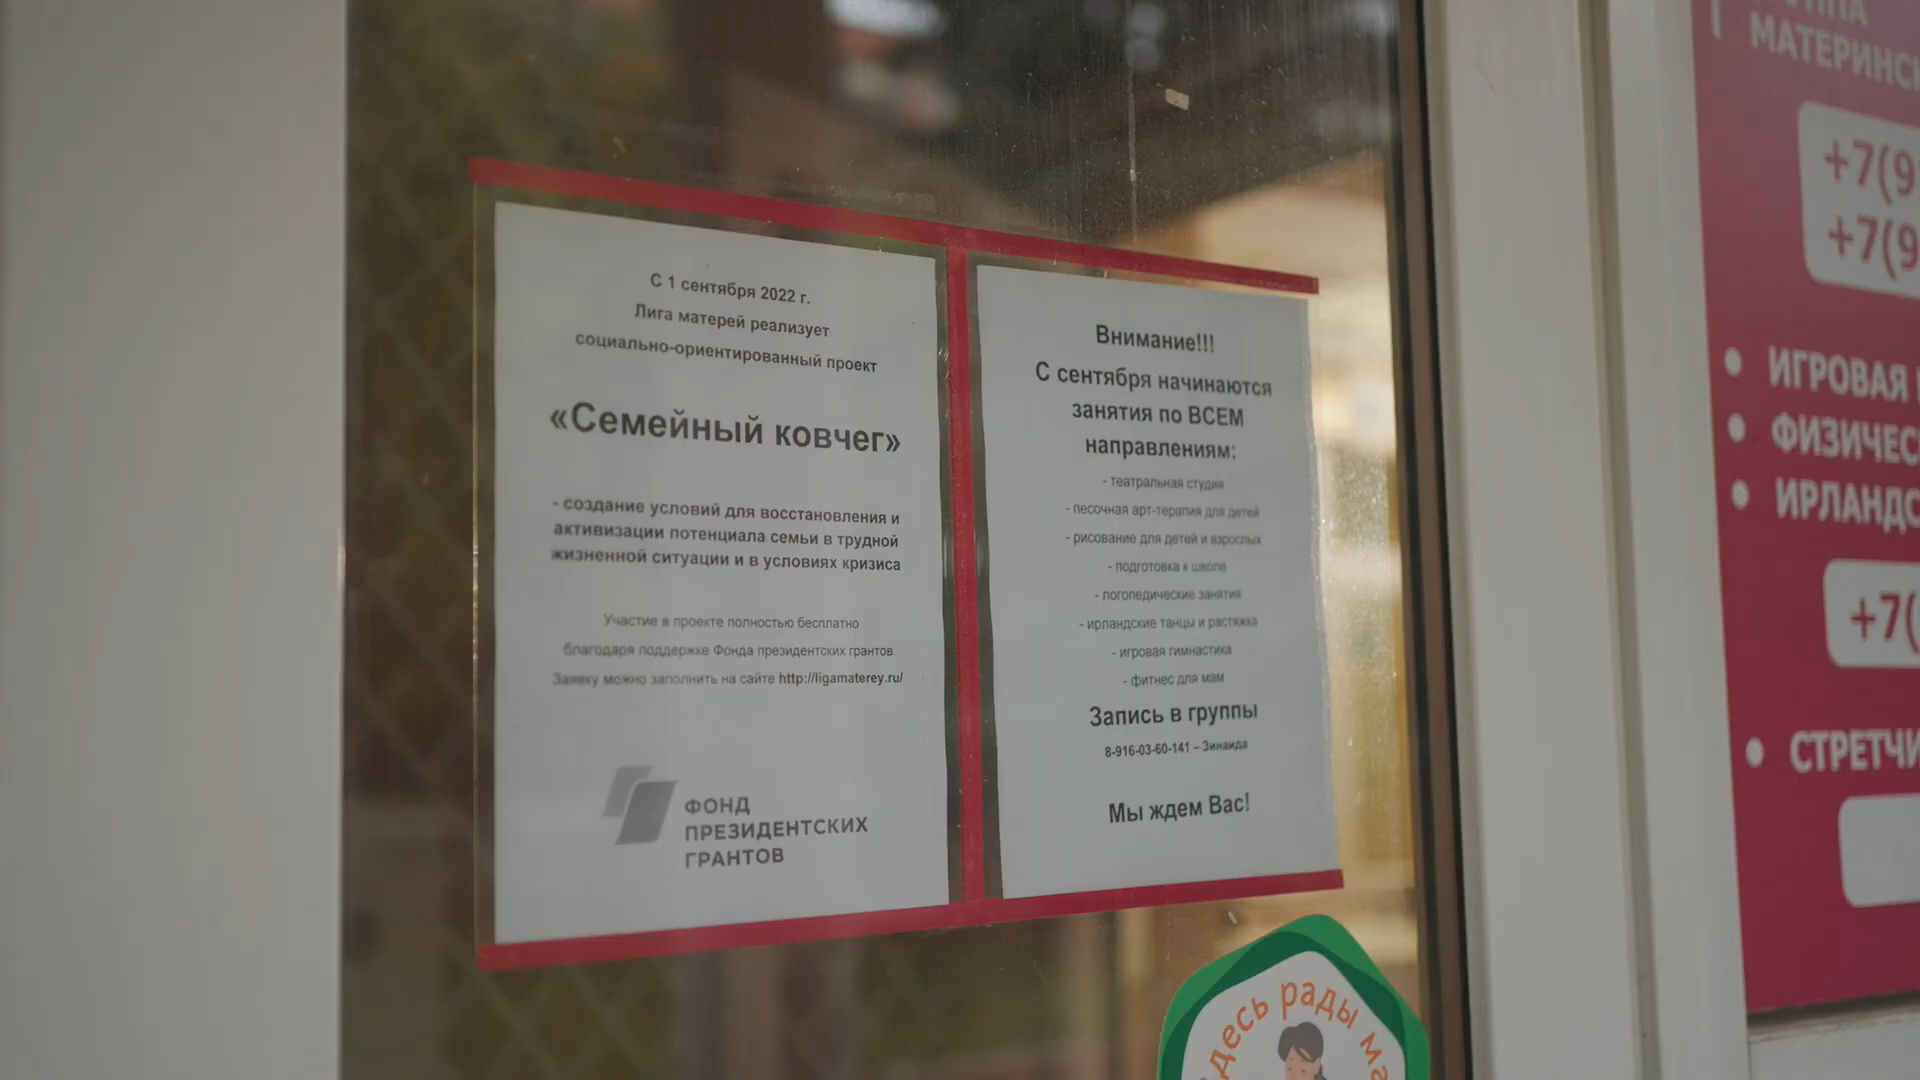 С 1 сентября 2022 г.
Лига матерей реализует
социально-ориентированный проект
«Семейный ковчег»
- создание условий для восстановления и
активизации потенциала семьи в трудной
жизненной ситуации и в условиях кризиса
Участие в проекте полностью бесплатно
благодаря поддержке Фонда президентских грантов
Заявку можно заполнить на сайте http://ligamaterey.ru/
ФОНД
ПРЕЗИДЕНТСКИХ
ГРАНТОВ
Внимание!!!
С сентября начинаются
занятия по ВСЕМ
направлениям:
- театральная студия
- песочная арт-терапия для детей
- рисование для детей и взрослых
- подготовка к школе
- логопедические занятия
- ирландские танцы и растяжка
- игровая гимнастика
- фитнес для мам
Запись в группы
8-916-03-60-141 – Зинаида
Мы ждем Вас!
рады
МАТЕРИНС
+7(9
+7(9
• ИГРОВАЯ
• ФИЗИЧЕС
• ИРЛАНДС
+7(
• СТРЕТЧИ